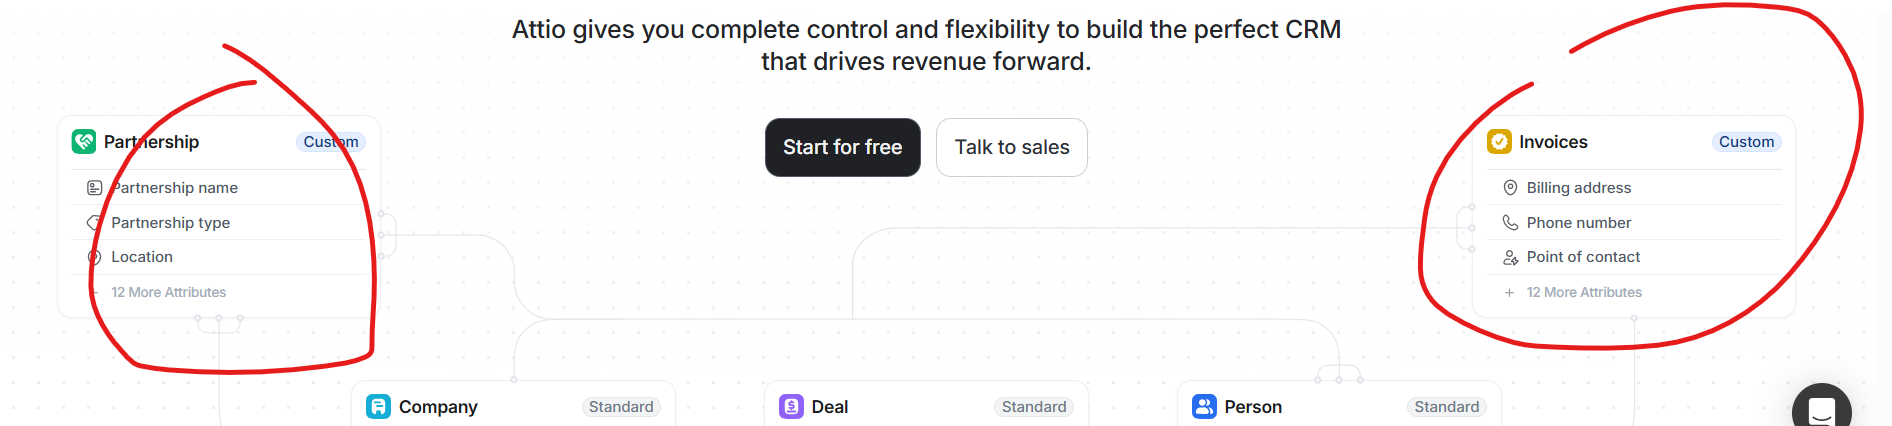 Attio gives you complete control and flexibility to build the perfect CRM
that drives revenue forward.
Start for free
Talk to sales
Partnership
Custom
Partnership name
Partnership type
Location
12 More Attributes
Invoices
Custom
Billing address
Phone number
Point of contact
12 More Attributes
Company
Standard
Deal
Standard
Person
Standard